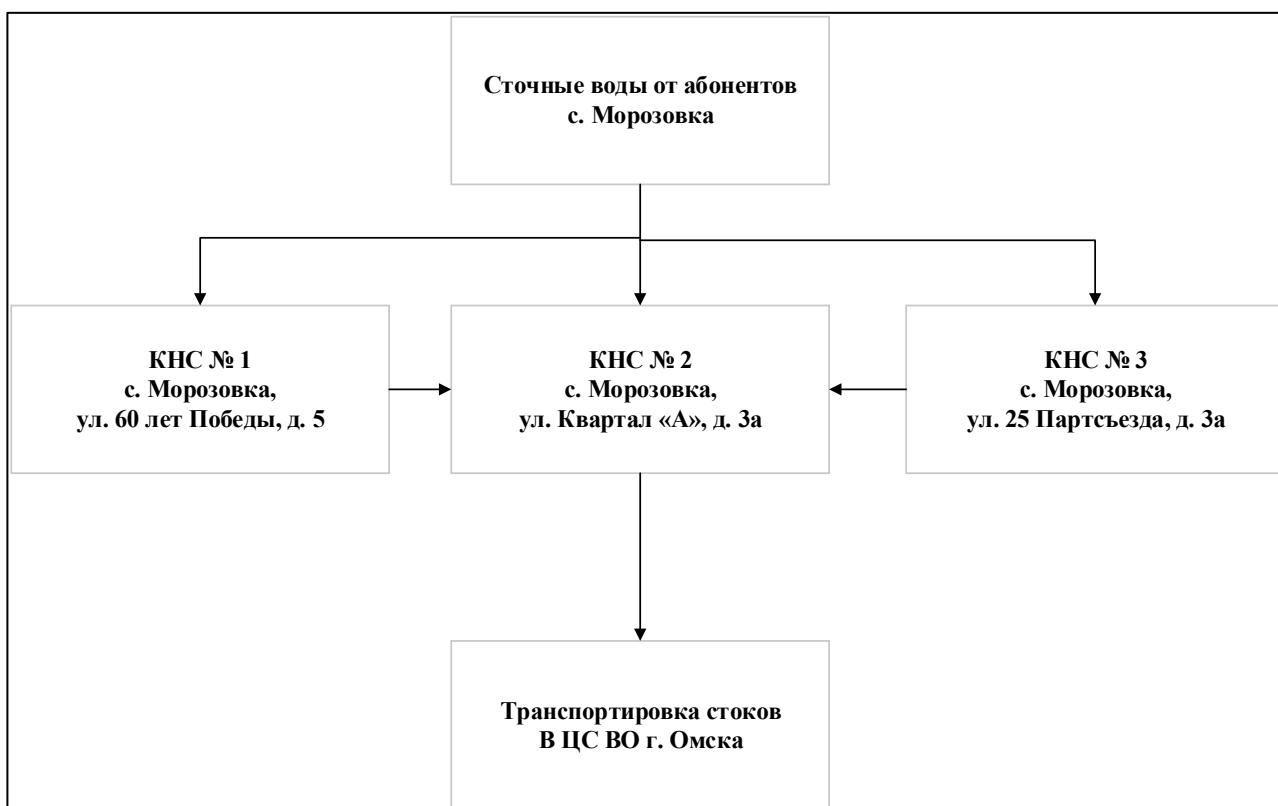 Сточные воды от абонентов
с. Морозовка
КНС № 1
с. Морозовка,
ул. 60 лет Победы, д. 5
КНС № 2
с. Морозовка,
ул. Квартал «А», д. 3а
КНС № 3
с. Морозовка,
ул. 25 Партсъезда, д. 3а
Транспортировка стоков
В ЦС ВО г. Омска